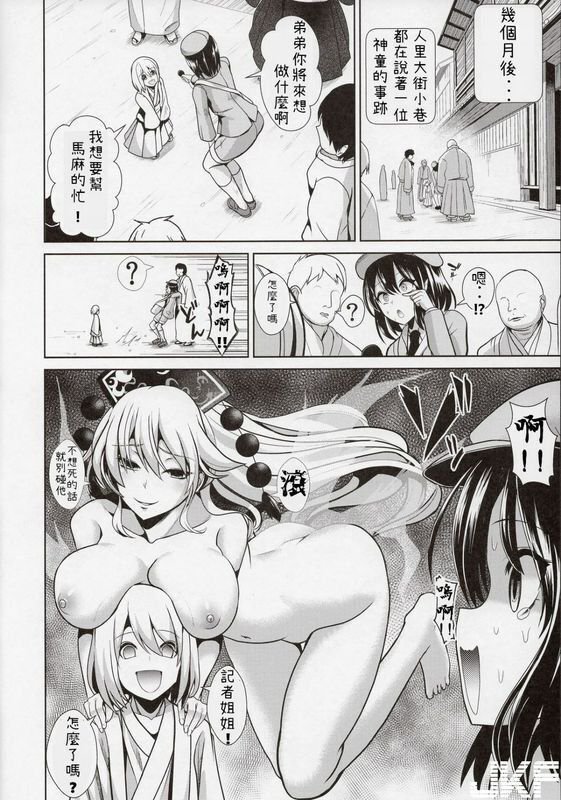 幾個月後．．
人里大街小巷
都在說著一位
神童的事跡
弟弟你將來想
做什麼啊
我想要幫
馬麻的忙！
嗯．．!?
？
怎麼了嗎
嗚啊啊啊!!
？
啊!!
嗚啊!!
不想死的話
就別碰他
記者姐姐！
怎麼了嗎？
JKF